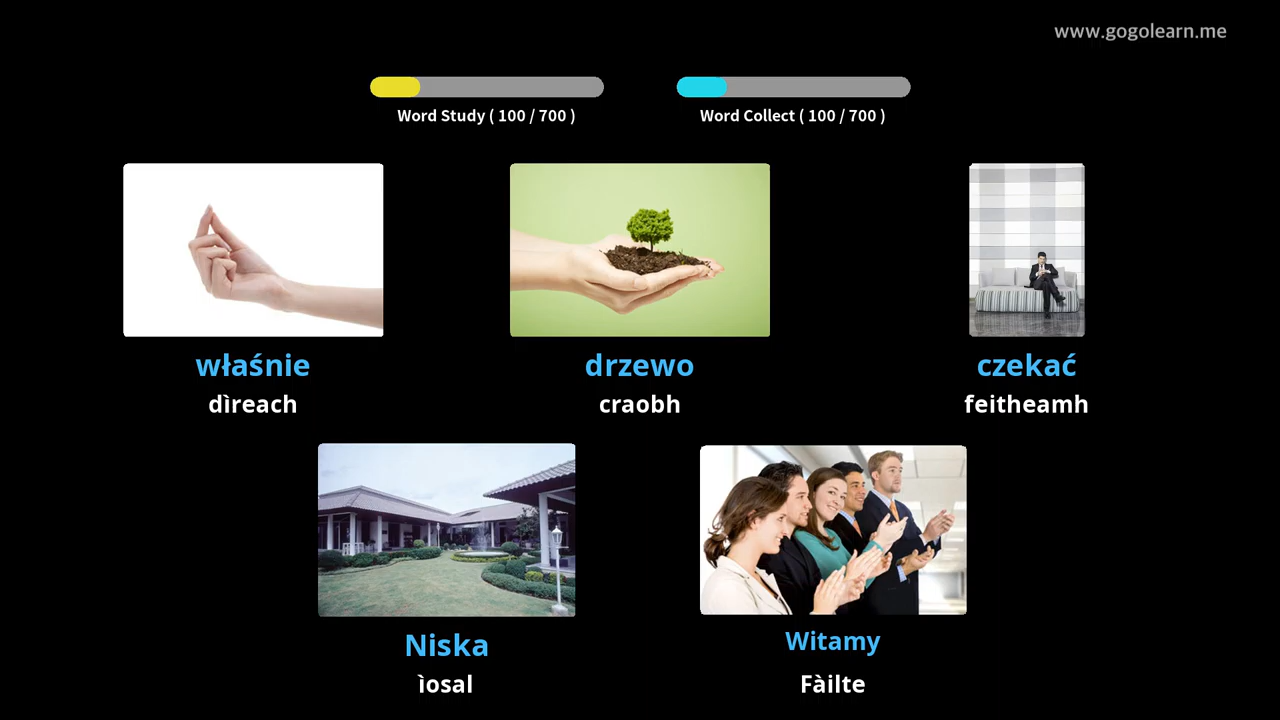 www.gogolearn.me
Word Study ( 100 / 700 )
Word Collect ( 100 / 700 )
właśnie
dìreach
drzewo
craobh
czekać
feitheamh
Niska
ìosal
Witamy
Fàilte